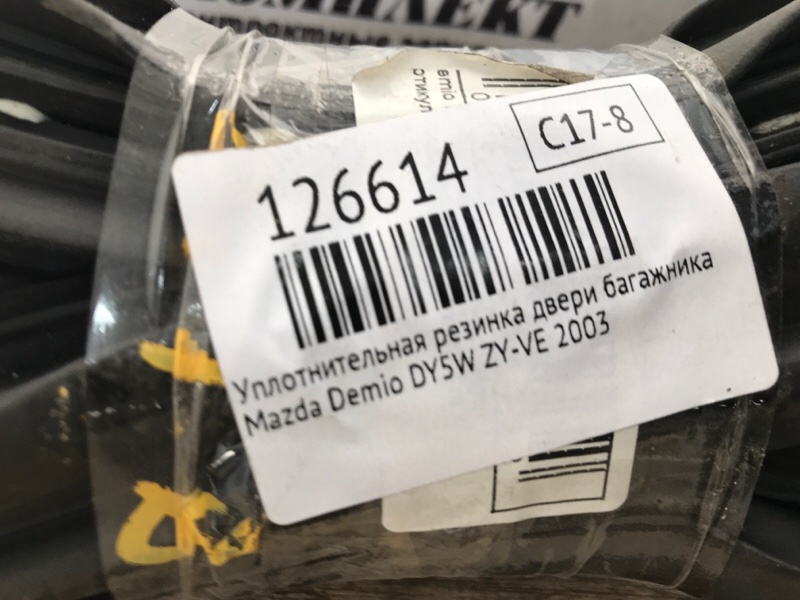 C17-8
126614
Уплотнительная резинка двери багажника
Mazda Demio DY5W ZY-VE 2003